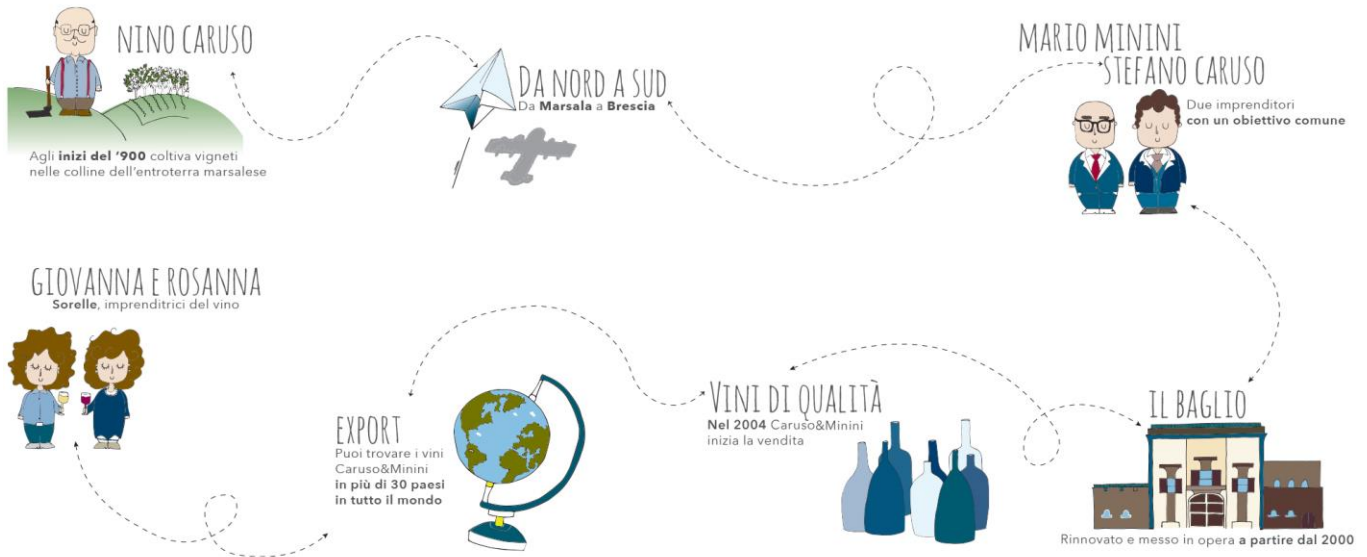 NINO CARUSO
Agli inizi del '900 coltiva vigneti
nelle colline dell'entroterra marsalese
DA NORD A SUD
Da Marsala a Brescia
MARIO MININI
STEFANO CARUSO
Due imprenditori
con un obiettivo comune
IL BAGLIO
Rinnovato e messo in opera a partire dal 2000
VINI DI QUALITÀ
Nel 2004 Caruso&Minini
inizia la vendita
EXPORT
Puoi trovare i vini
Caruso&Minini
in più di 30 paesi
in tutto il mondo
GIOVANNA E ROSANNA
Sorelle, imprenditrici del vino